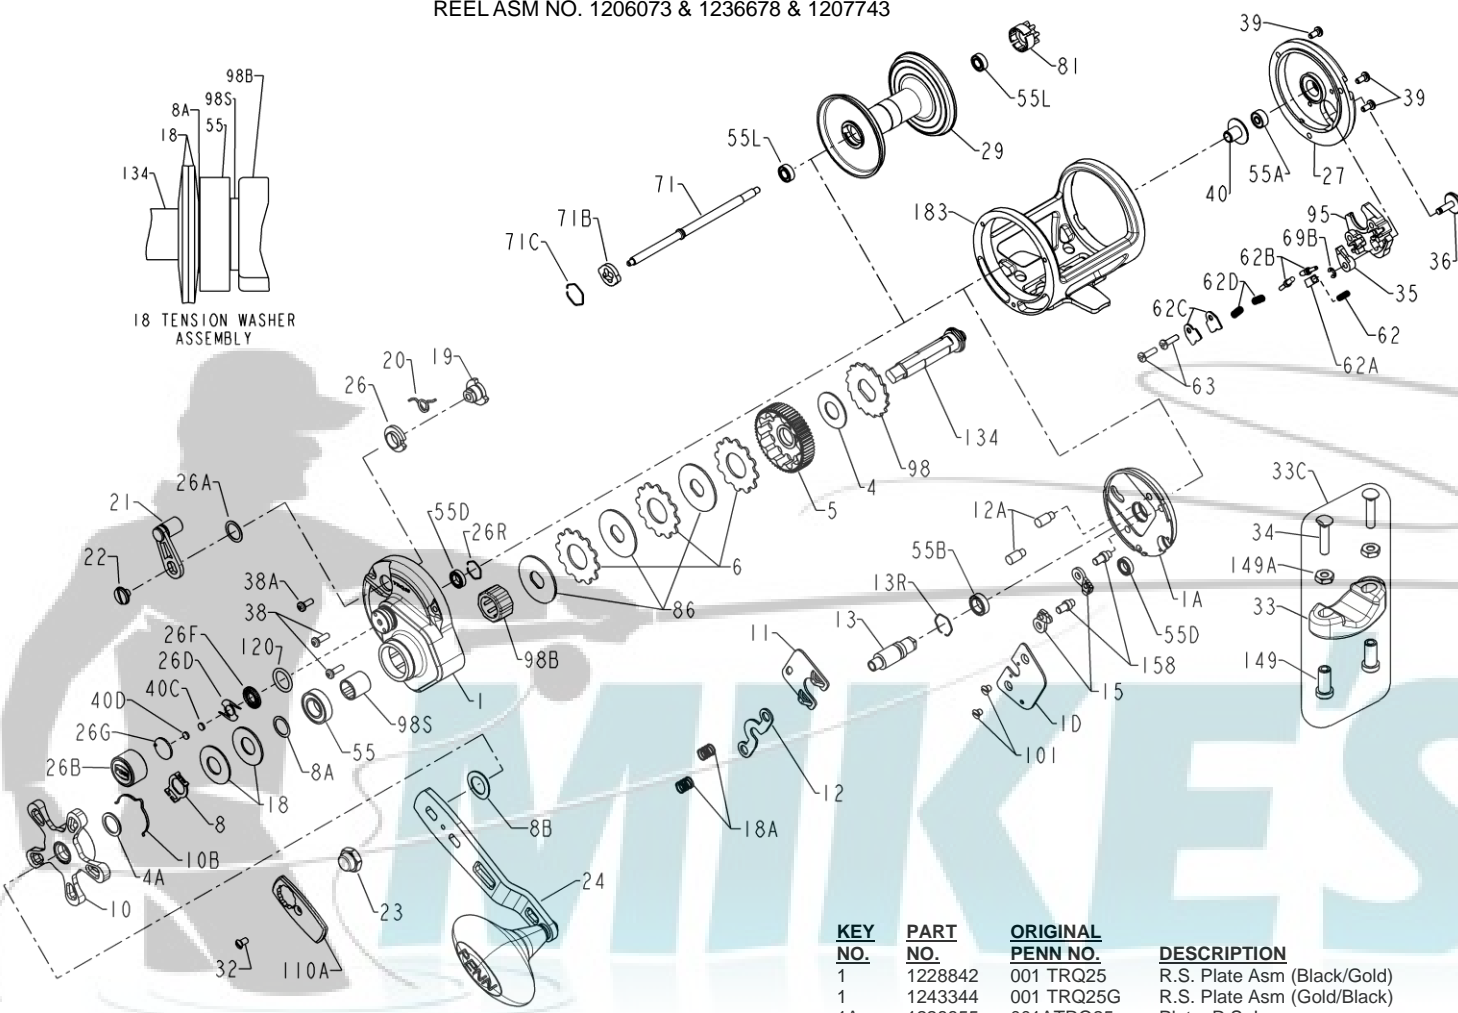 REEL ASM NO. 1206073 & 1236678 & 1207743
39
81
98B
55L
39
98S
8A
55
18
29
55L
55A
27
40
134
71
183
95
71B
69B
36
71C
62B
35
62D
18 TENSION WASHER
ASSEMBLY
62C
62
62A
20
19
63
26
134
98
26A
4
33C
21
5
12A
55D
26R
34
22
6
55B
38A
149A
86
13R
1A
38
11
13
33
26F
120
55D
98B
26D
158
149
40C
1
15
40D
98S
1D
26G
55
101
26B
8A
18
12
8
8B
18A
10B
4A
24
10
23
32
110A
PENN
MIKE'S
KEY NO. PART NO. ORIGINAL PENN NO. DESCRIPTION
1 1228842 001 TRQ25 R.S. Plate Asm (Black/Gold)
1 1243344 001 TRQ25G R.S. Plate Asm (Gold/Black)